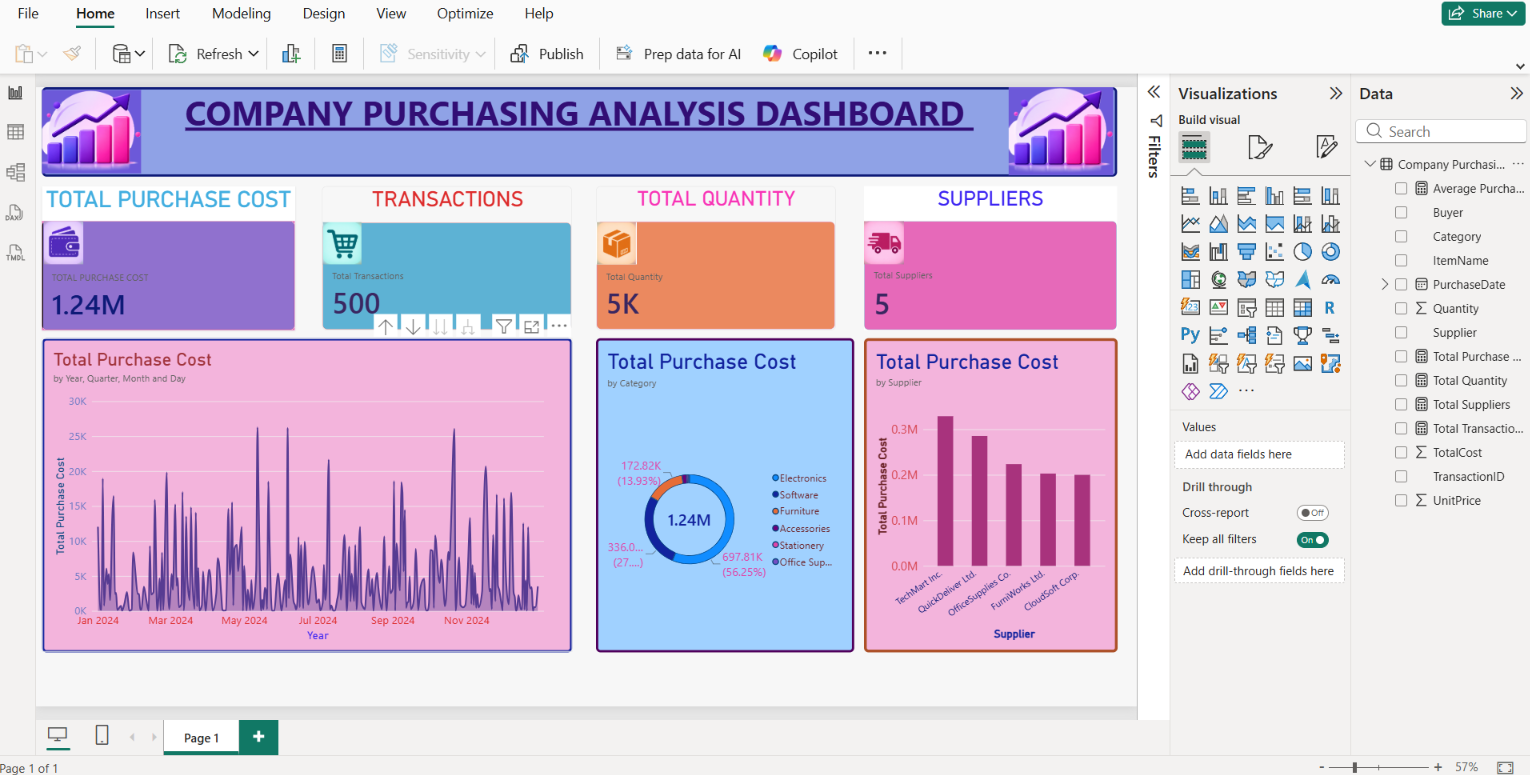 File Home Insert Modeling Design View Optimize Help Share
Refresh Sensitivity Publish Prep data for AI Copilot ...
DAX
TMDL
COMPANY PURCHASING ANALYSIS DASHBOARD
TOTAL PURCHASE COST
TOTAL PURCHASE COST
1.24M
TRANSACTIONS
Total Transactions
500
TOTAL QUANTITY
Total Quantity
5K
SUPPLIERS
Total Suppliers
5
Total Purchase Cost
by Year, Quarter, Month and Day
Total Purchase Cost
30K
25K
20K
15K
10K
5K
0K
Jan 2024 Mar 2024 May 2024 Jul 2024 Sep 2024 Nov 2024
Year
Total Purchase Cost
by Category
172.82K
(13.93%)
1.24M
336.0...
(27....)
697.81K
(56.25%)
Electronics
Software
Furniture
Accessories
Stationery
Office Sup...
Total Purchase Cost
by Supplier
Total Purchase Cost
0.3M
0.2M
0.1M
0.0M
TechMart Inc.
QuickDeliver Ltd.
OfficeSupplies Co.
FurniWorks Ltd.
CloudSoft Corp.
Supplier
Filters
Visualizations
Build visual
123
R
Py
...
Values
Add data fields here
Drill through
Cross-report Off
Keep all filters On
Add drill-through fields here
Data
Search
Company Purchasi... ...
Average Purcha...
Buyer
Category
ItemName
PurchaseDate
Quantity
Supplier
Total Purchase ...
Total Quantity
Total Suppliers
Total Transactio...
TotalCost
TransactionID
UnitPrice
Page 1 +
Page 1 of 1
- + 57%